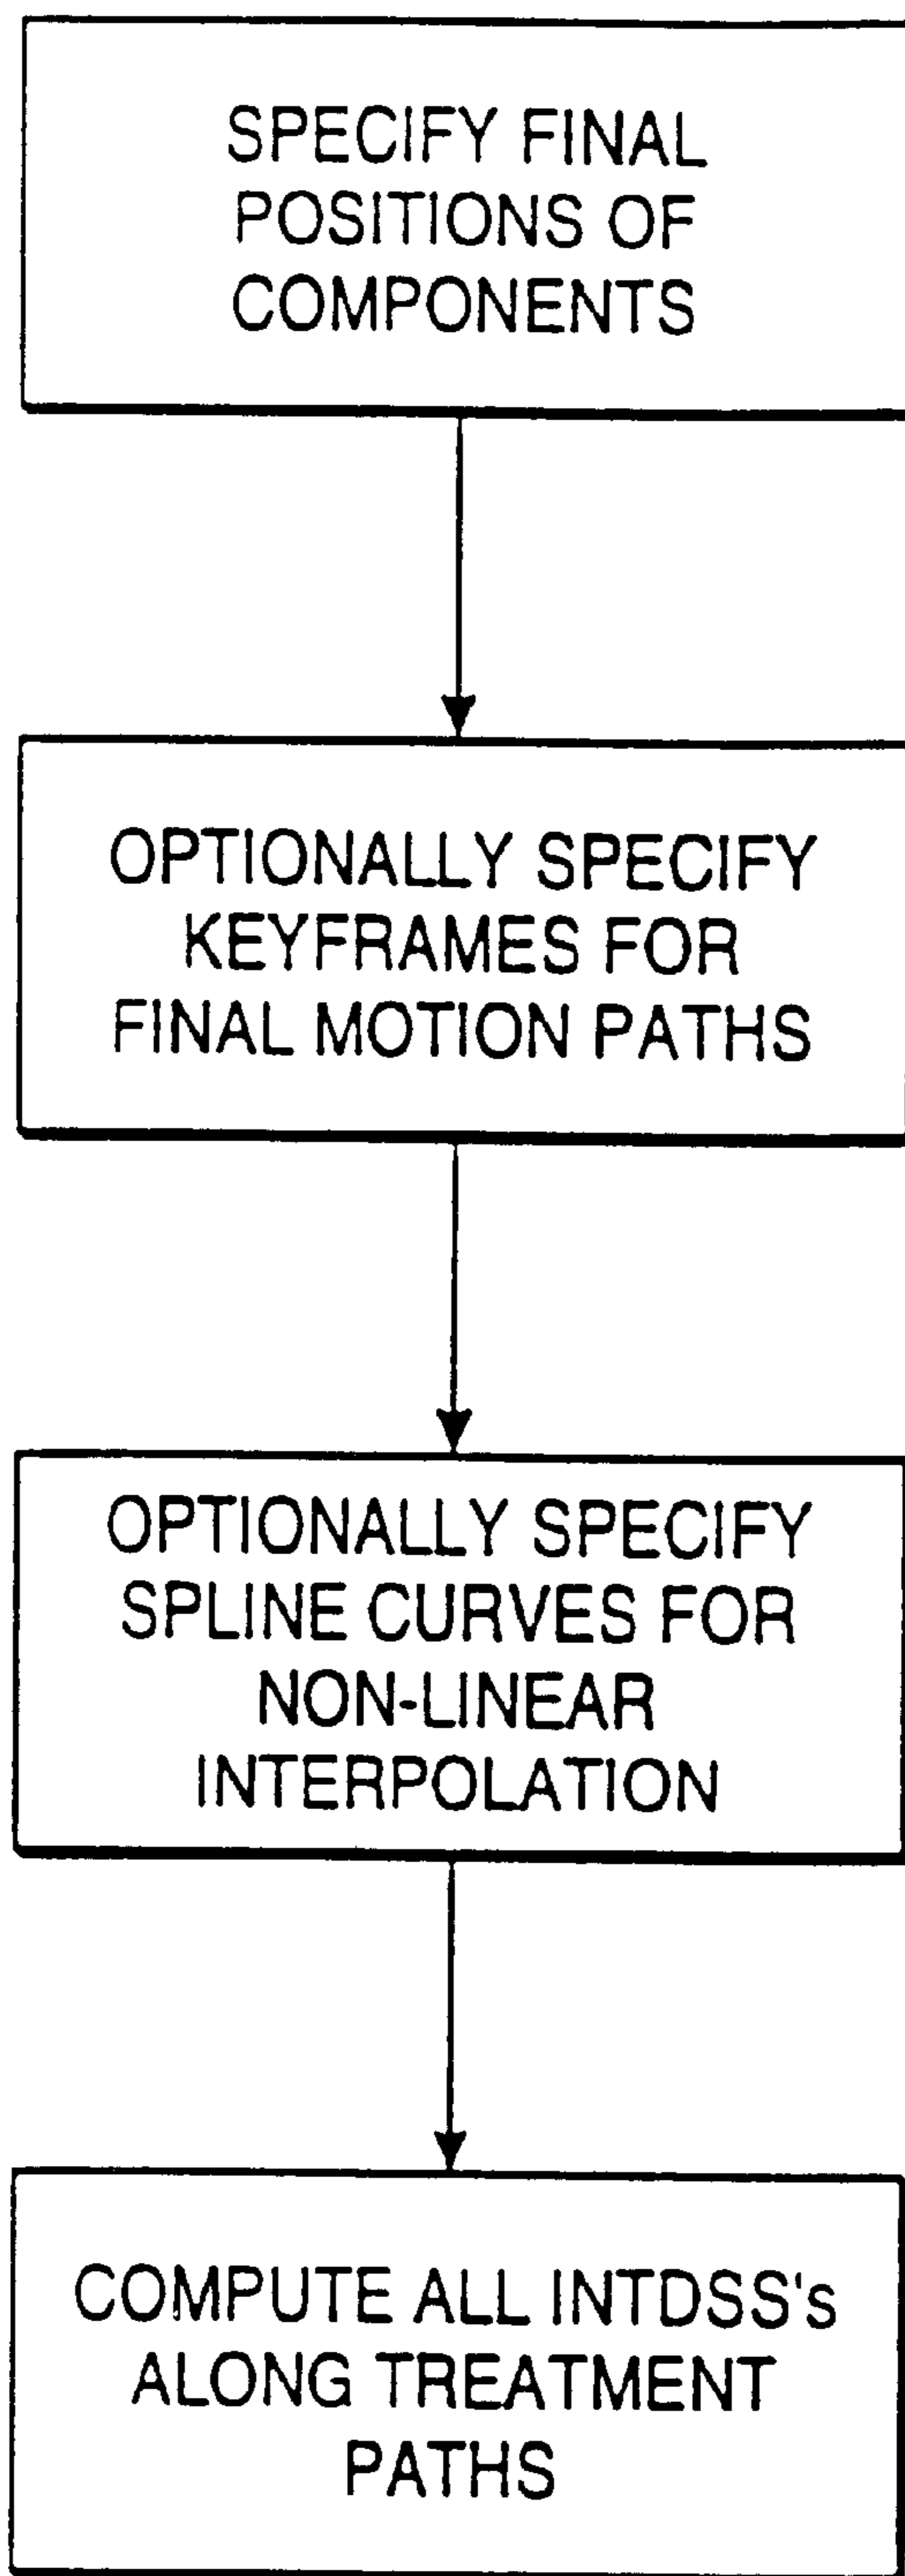 SPECIFY FINAL
POSITIONS OF
COMPONENTS
OPTIONALLY SPECIFY
KEYFRAMES FOR
FINAL MOTION PATHS
OPTIONALLY SPECIFY
SPLINE CURVES FOR
NON-LINEAR
INTERPOLATION
COMPUTE ALL INTDSS's
ALONG TREATMENT
PATHS